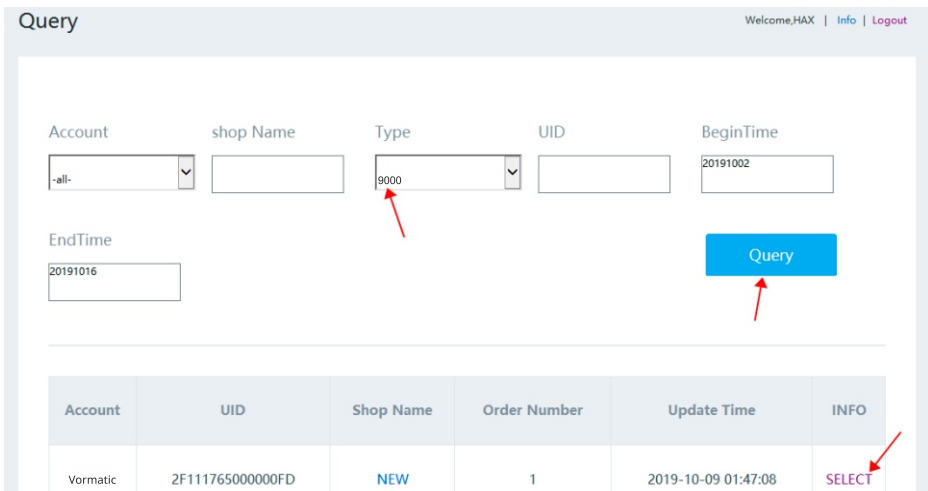 Query
Welcome,HAX | Info | Logout
Account shop Name Type UID BeginTime
-all- 9000 20191002
EndTime
20191016
Query
Account UID Shop Name Order Number Update Time INFO
Vormatic 2F111765000000FD NEW 1 2019-10-09 01:47:08 SELECT